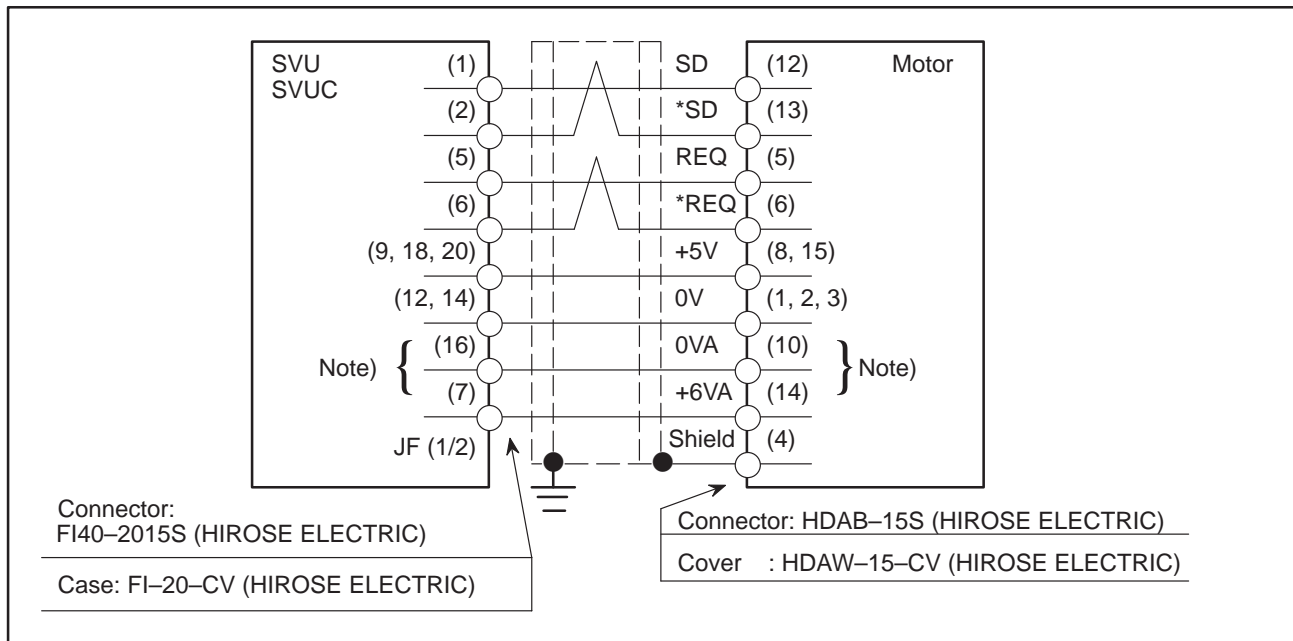 SVU (1) SD (12) Motor
SVUC
(2) *SD (13)
(5) REQ (5)
(6) *REQ (6)
(9, 18, 20) +5V (8, 15)
(12, 14) 0V (1, 2, 3)
Note) { (16) 0VA (10) } Note)
(7) +6VA (14)
JF (1/2) Shield (4)
Connector:
FI40–2015S (HIROSE ELECTRIC)
Case: FI–20–CV (HIROSE ELECTRIC)
Connector: HDAB–15S (HIROSE ELECTRIC)
Cover : HDAW–15–CV (HIROSE ELECTRIC)